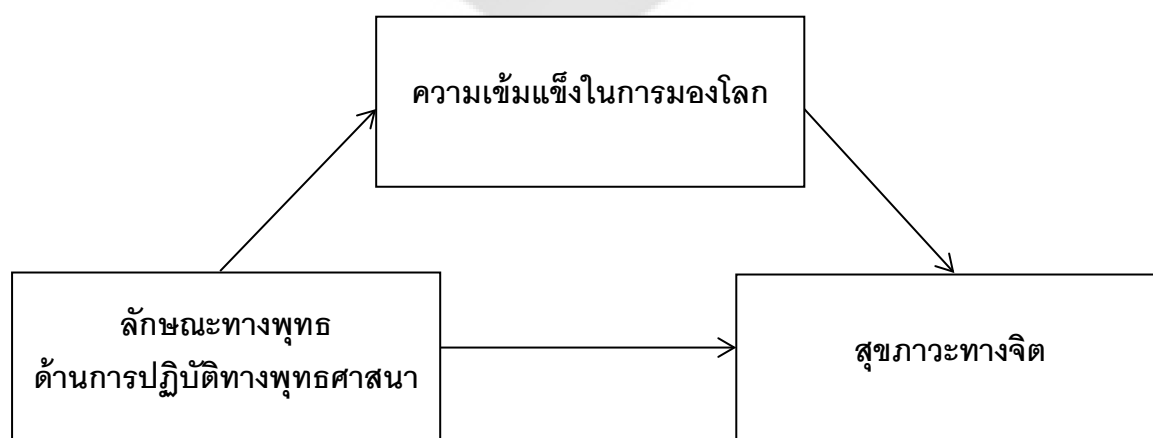 ความเข้มแข็งในการมองโลก
ลักษณะทางพุทธ
ด้านการปฏิบัติทางพุทธศาสนา
สุขภาวะทางจิต